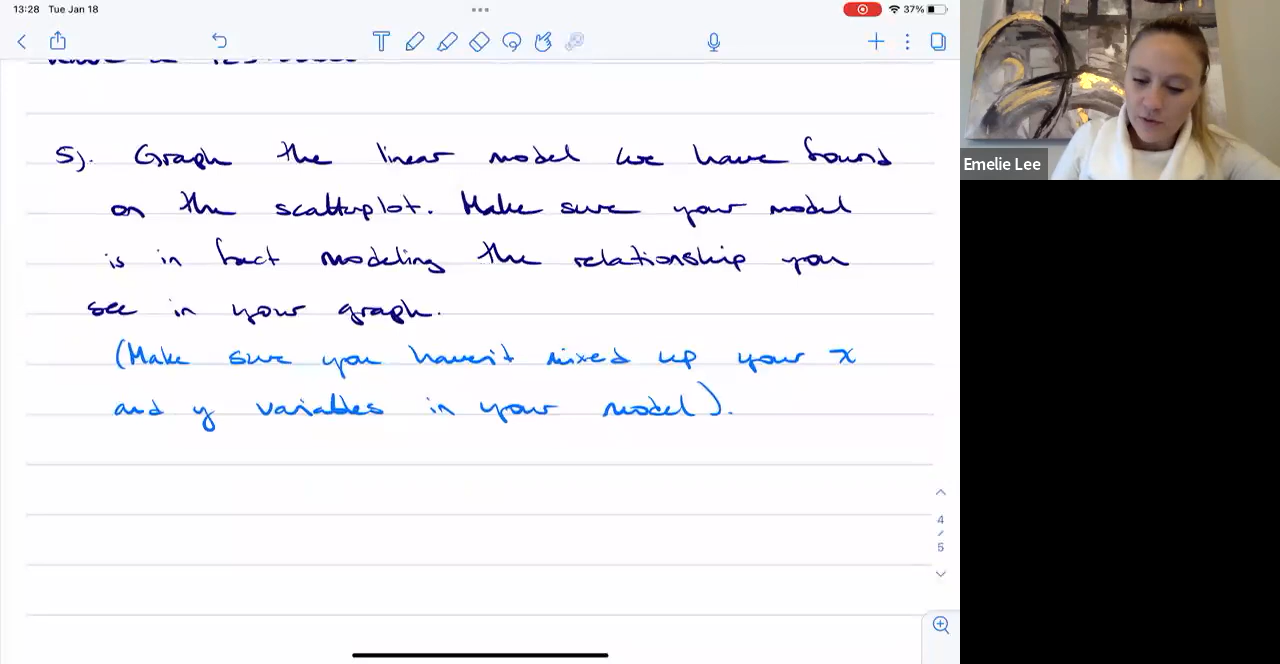 13:28 Tue Jan 18
37%
5). Graph the linear model we have found
on the scatterplot. Make sure your model
is in fact modeling the relationship you
see in your graph.
(Make sure you haven't mixed up your x
and y variables in your model).
4
/
5
Emelie Lee